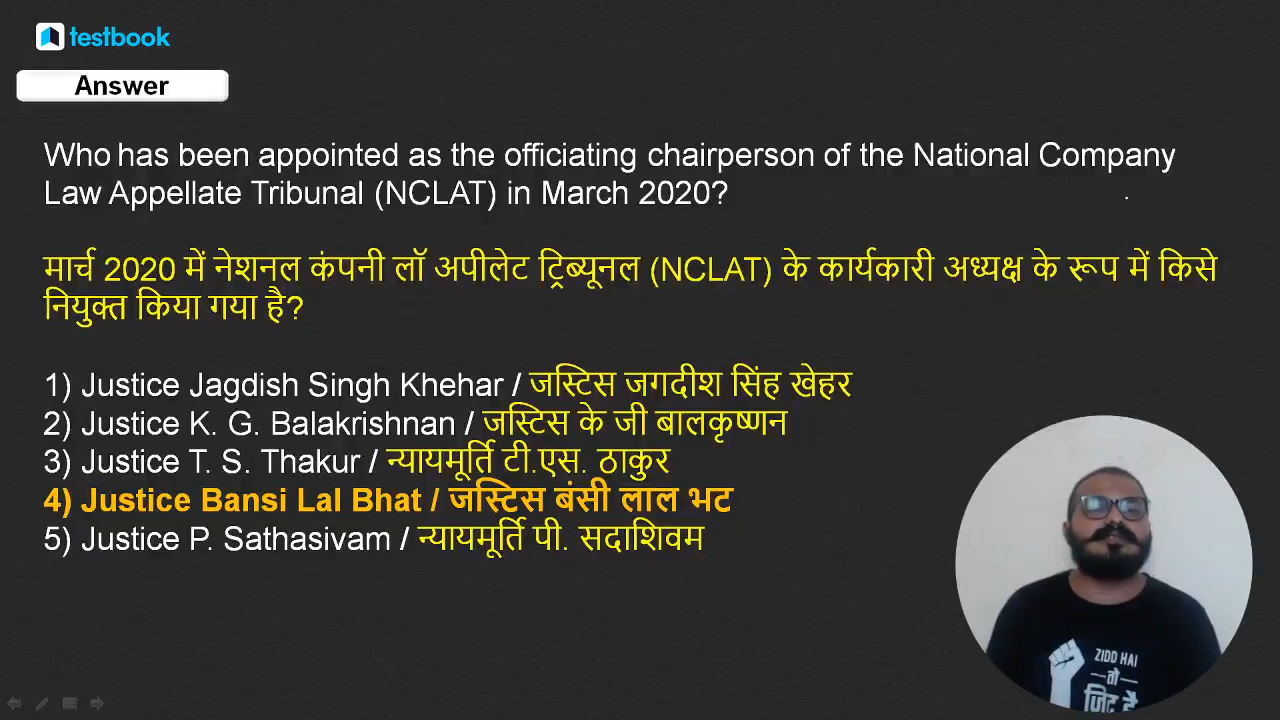 testbook
Answer
Who has been appointed as the officiating chairperson of the National Company
Law Appellate Tribunal (NCLAT) in March 2020?
मार्च 2020 में नेशनल कंपनी लॉ अपीलेट ट्रिब्यूनल (NCLAT) के कार्यकारी अध्यक्ष के रूप में किसे
नियुक्त किया गया है?
1) Justice Jagdish Singh Khehar / जस्टिस जगदीश सिंह खेहर
2) Justice K. G. Balakrishnan / जस्टिस के जी बालकृष्णन
3) Justice T. S. Thakur / न्यायमूर्ति टी.एस. ठाकुर
4) Justice Bansi Lal Bhat / जस्टिस बंसी लाल भट
5) Justice P. Sathasivam / न्यायमूर्ति पी. सदाशिवम
ZIDD HAI
तो
जिद है